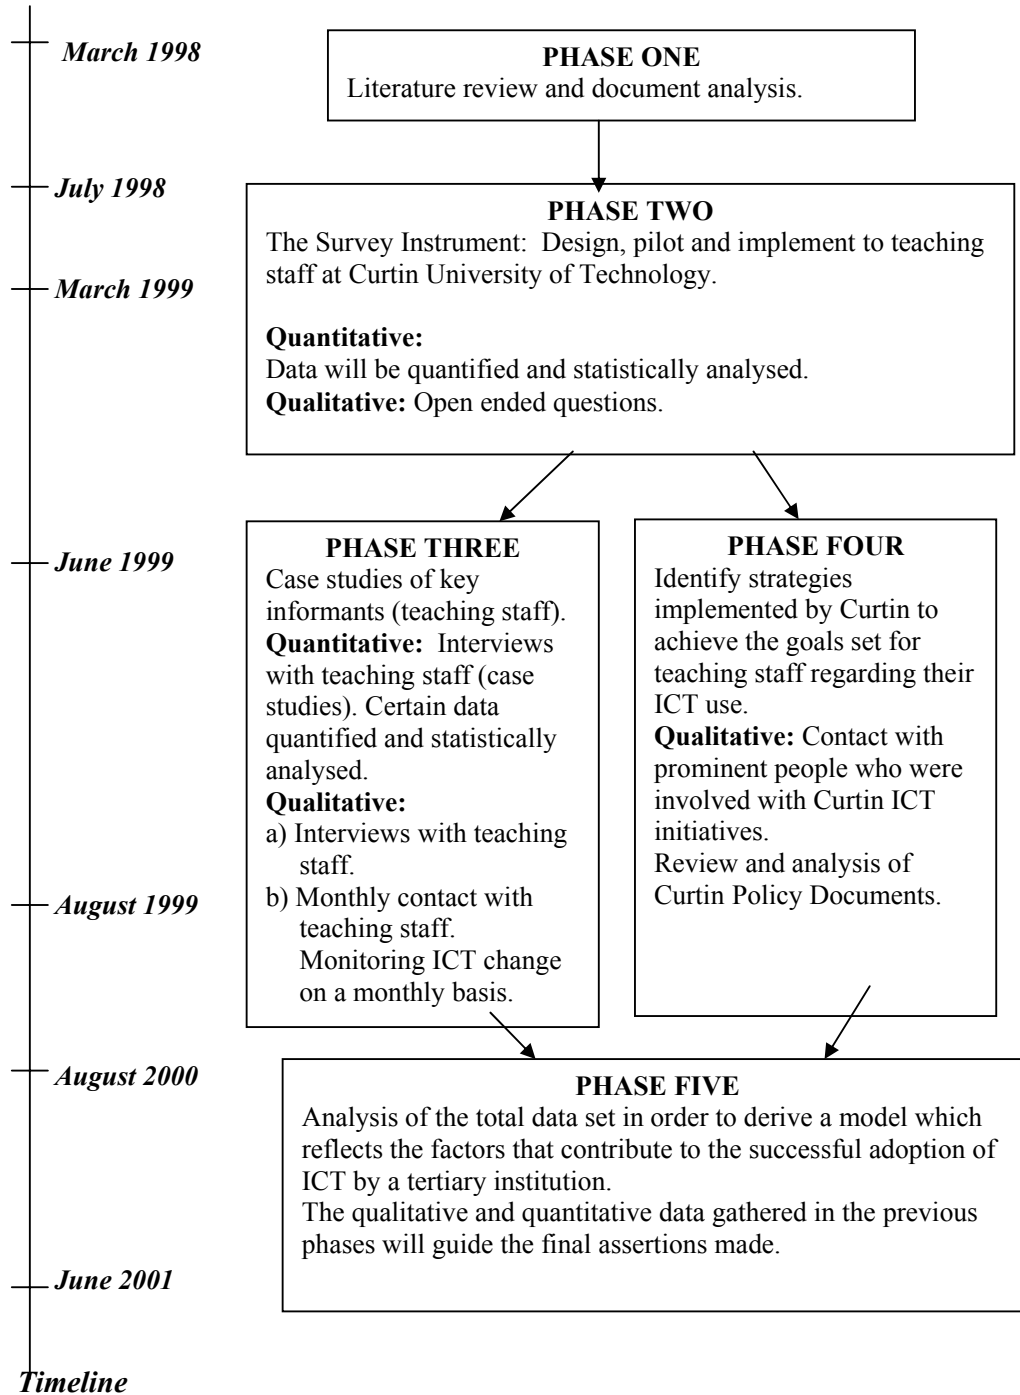 March 1998
PHASE ONE
Literature review and document analysis.
July 1998
PHASE TWO
The Survey Instrument: Design, pilot and implement to teaching
staff at Curtin University of Technology.
March 1999
Quantitative:
Data will be quantified and statistically analysed.
Qualitative: Open ended questions.
June 1999
PHASE THREE
Case studies of key
informants (teaching staff).
Quantitative: Interviews
with teaching staff (case
studies). Certain data
quantified and statistically
analysed.
Qualitative:
a) Interviews with teaching
staff.
b) Monthly contact with
teaching staff.
Monitoring ICT change
on a monthly basis.
PHASE FOUR
Identify strategies
implemented by Curtin to
achieve the goals set for
teaching staff regarding their
ICT use.
Qualitative: Contact with
prominent people who were
involved with Curtin ICT
initiatives.
Review and analysis of
Curtin Policy Documents.
August 1999
August 2000
PHASE FIVE
Analysis of the total data set in order to derive a model which
reflects the factors that contribute to the successful adoption of
ICT by a tertiary institution.
The qualitative and quantitative data gathered in the previous
phases will guide the final assertions made.
June 2001
Timeline